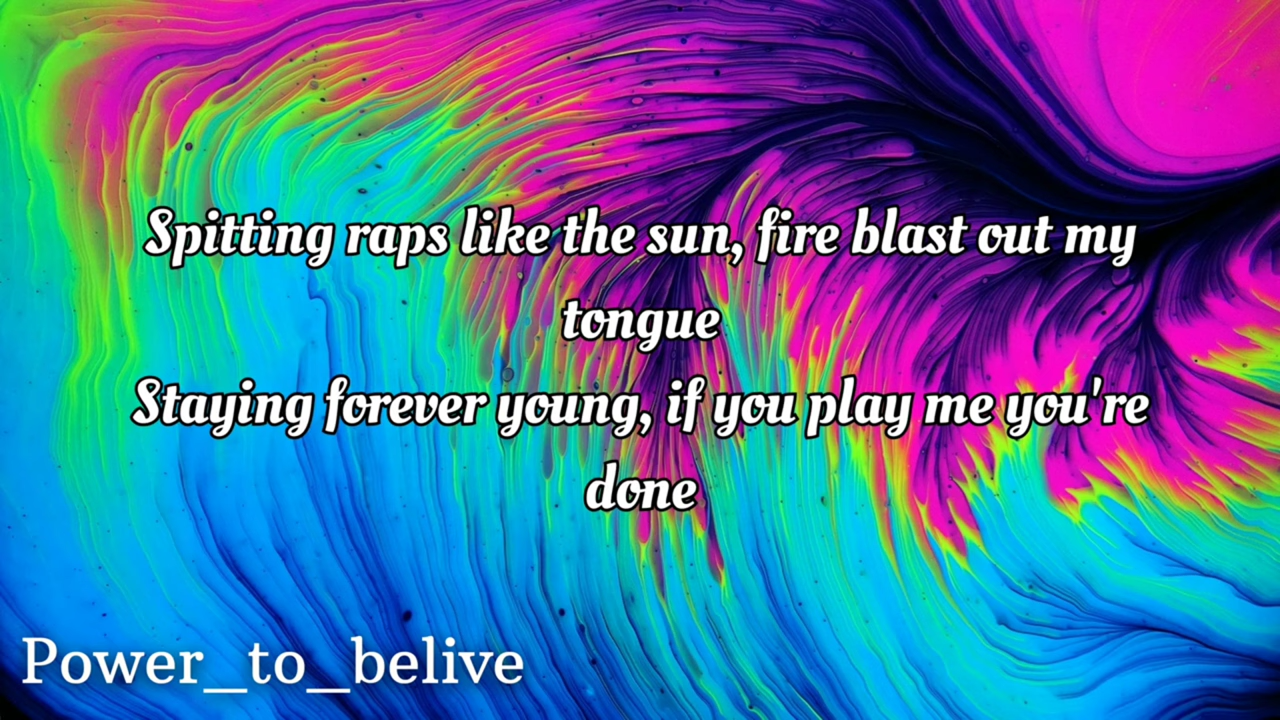 Spitting raps like the sun, fire blast out my
tongue
Staying forever young, if you play me you're
done
Power_to_belive